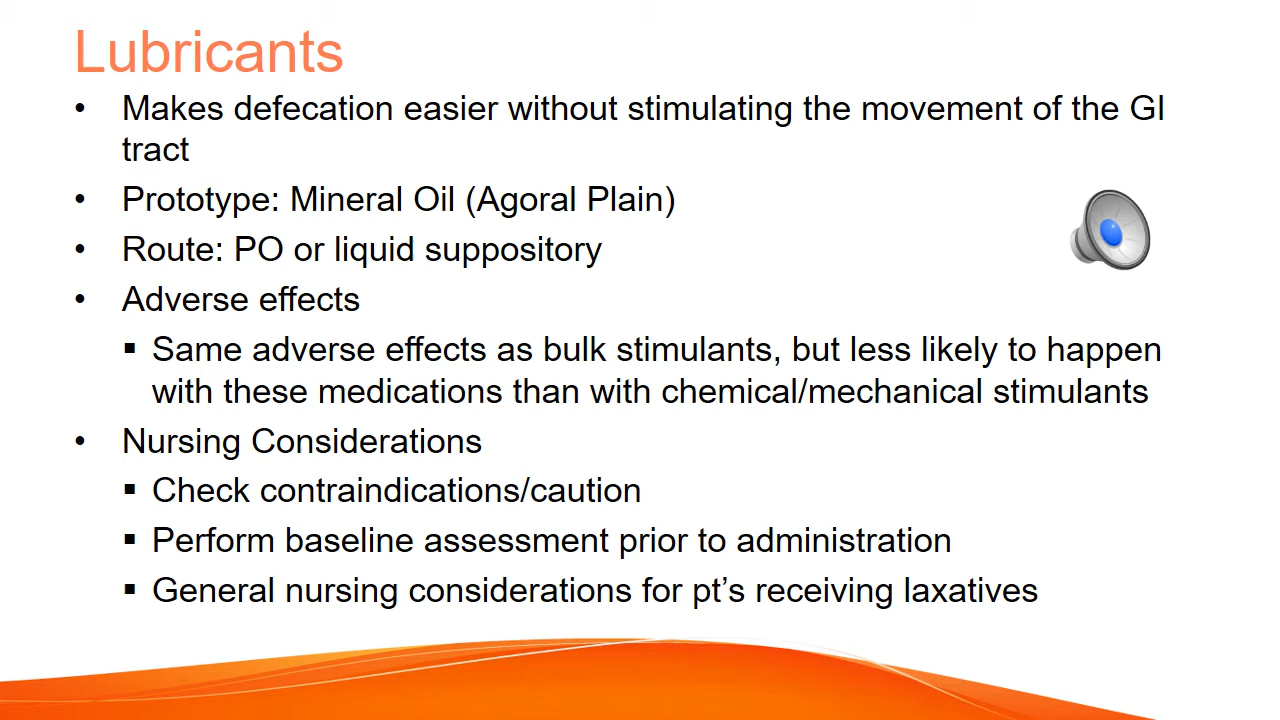 Lubricants
• Makes defecation easier without stimulating the movement of the GI
tract
• Prototype: Mineral Oil (Agoral Plain)
• Route: PO or liquid suppository
• Adverse effects
▪ Same adverse effects as bulk stimulants, but less likely to happen
with these medications than with chemical/mechanical stimulants
• Nursing Considerations
▪ Check contraindications/caution
▪ Perform baseline assessment prior to administration
▪ General nursing considerations for pt’s receiving laxatives